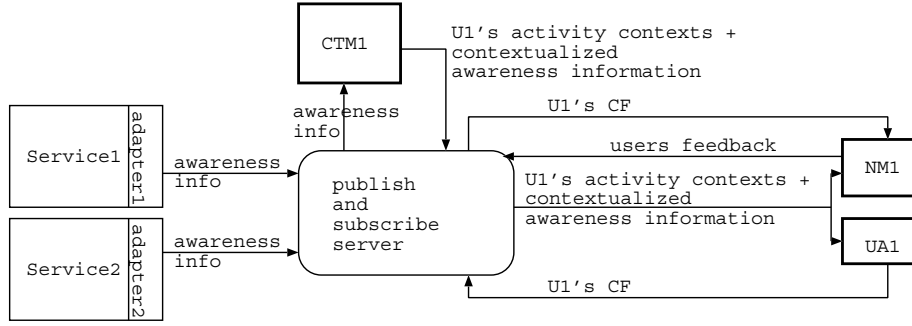 CTM1
U1's activity contexts +
contextualized
awareness information
awareness
info
U1's CF
users feedback
Service1
adapter1
awareness
info
publish
and
subscribe
server
U1's activity contexts +
contextualized
awareness information
NM1
Service2
adapter2
awareness
info
UA1
U1's CF